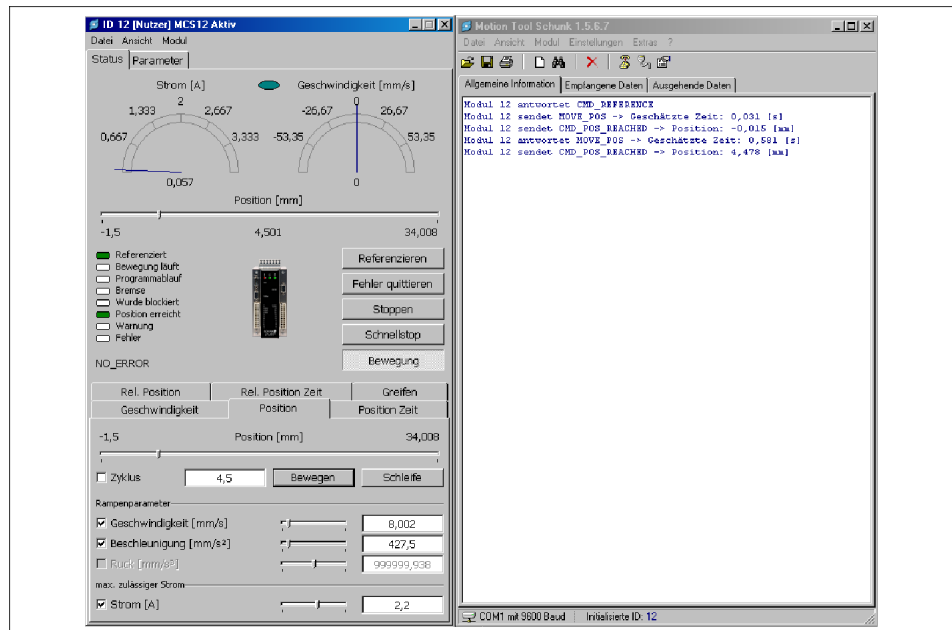 ID 12 [Nutzer] MCS12 Aktiv
Datei Ansicht Modul
Status Parameter
Strom [A]
Geschwindigkeit [mm/s]
0,667 1,333 2 2,667 3,333
0,057
-53,35 -26,67 0 26,67 53,35
0
Position [mm]
-1,5 4,501 34,008
Referenziert
Bewegung läuft
Programmablauf
Bremse
Wurde blockiert
Position erreicht
Warnung
Fehler
NO_ERROR
Referenzieren
Fehler quittieren
Stoppen
Schnellstop
Bewegung
Rel. Position Rel. Position Zeit Greifen
Geschwindigkeit Position Position Zeit
-1,5 Position [mm] 34,008
Zyklus 4,5 Bewegen Schleife
Rampenparameter
Geschwindigkeit [mm/s] 8,002
Beschleunigung [mm/s²] 427,5
Ruck [mm/s³] 999999,938
max. zulässiger Strom
Strom [A] 2,2
Motion Tool Schunk 1.5.6.7
Datei Ansicht Modul Einstellungen Extras ?
Allgemeine Information Empfangene Daten Ausgehende Daten
Modul 12 antwortet CMD_REFERENCE
Modul 12 sendet MOVE_POS -> Geschätzte Zeit: 0,031 [s]
Modul 12 sendet CMD_POS_REACHED -> Position: -0,015 [mm]
Modul 12 antwortet MOVE_POS -> Geschätzte Zeit: 0,581 [s]
Modul 12 sendet CMD_POS_REACHED -> Position: 4,478 [mm]
COM1 mit 9600 Baud Initialisierte ID: 12